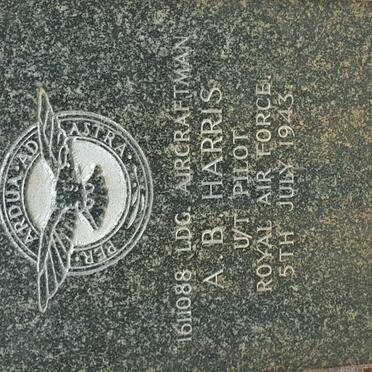 PER · ARDUA · AD · ASTRA ·
1611088 LDG. AIRCRAFTMAN
A. B. HARRIS
U/T PILOT
ROYAL AIR FORCE.
5TH JULY 1943.